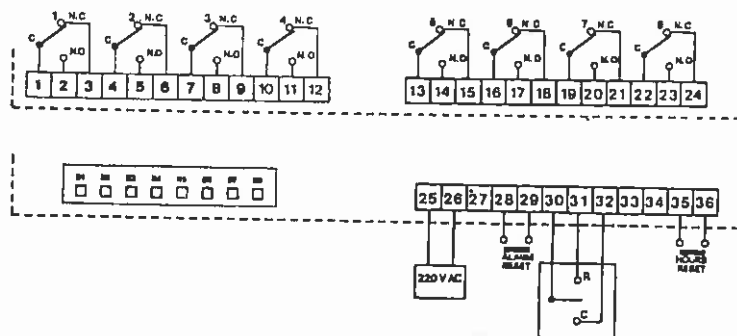 1 N.C 2 N.C 3 N.C 4 N.C 5 N.C 6 N.C 7 N.C 8 N.C
C C C C C C C C
N.O N.O N.O N.O N.O N.O N.O N.O
1 2 3 4 5 6 7 8 9 10 11 12
13 14 15 16 17 18 19 20 21 22 23 24
25 26 27 28 29 30 31 32 33 34 35 36
220 V AC
ALARM
RESET
HOURS
RESET
R
C